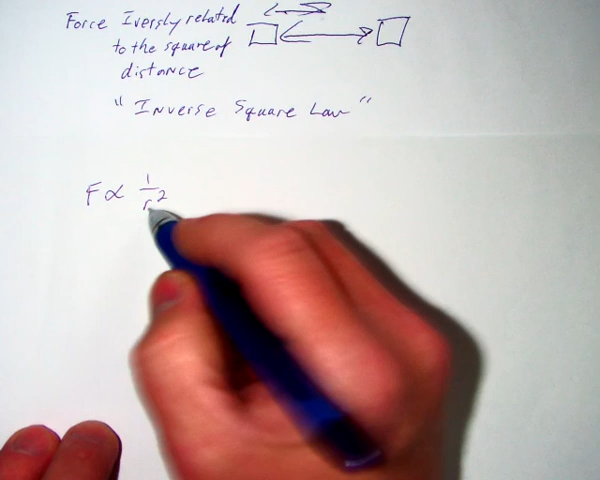 Force Iversly related
to the square of
distance
"Inverse Square Law"
F ∝ 1/r²